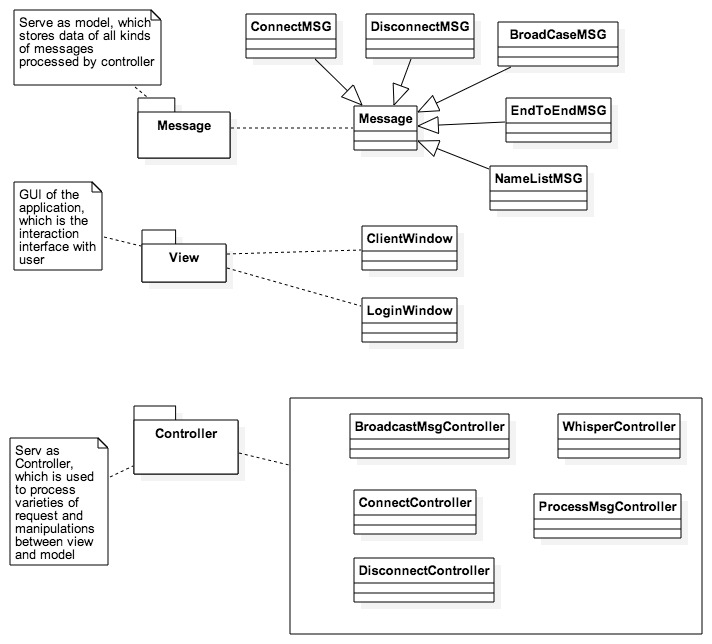 Serve as model, which
stores data of all kinds
of messages
processed by controller
ConnectMSG
DisconnectMSG
BroadCaseMSG
Message
Message
EndToEndMSG
NameListMSG
GUI of the
application,
which is the
interaction
interface with
user
View
ClientWindow
LoginWindow
Controller
Serv as
Controller,
which is used
to process
varieties of
request and
manipulations
between view
and model
BroadcastMsgController
WhisperController
ConnectController
ProcessMsgController
DisconnectController